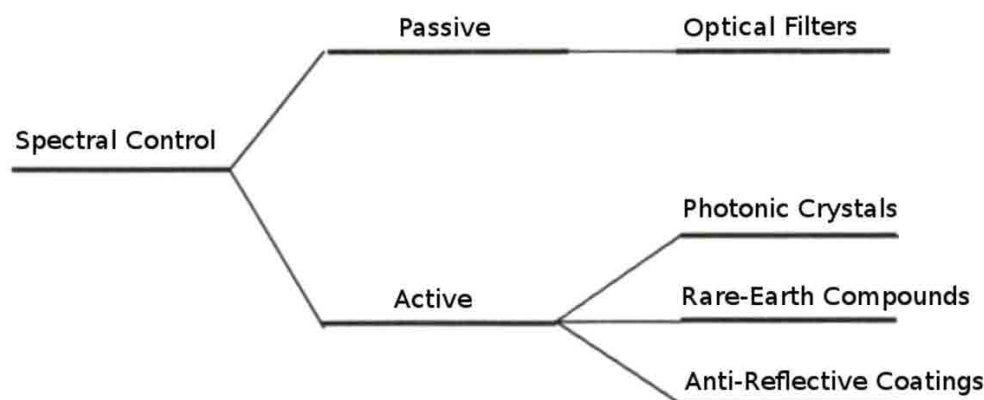 Passive
Optical Filters
Spectral Control
Photonic Crystals
Active
Rare-Earth Compounds
Anti-Reflective Coatings